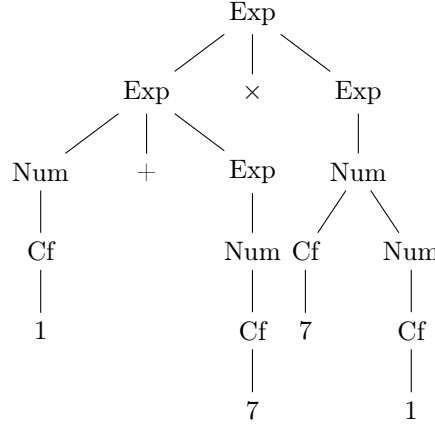 Exp
Exp × Exp
Num + Exp Num
Cf Num Cf Num
1 Cf 7 Cf
7 1